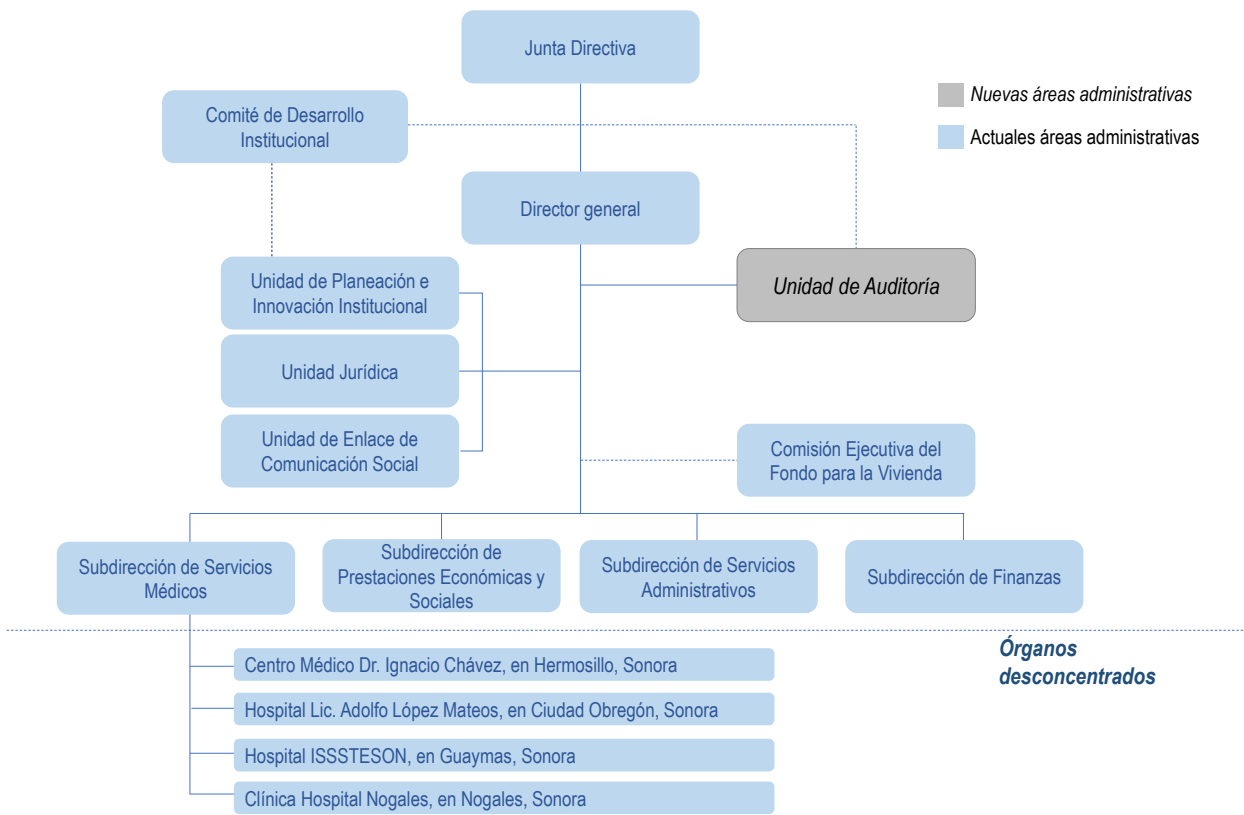 Junta Directiva
Nuevas áreas administrativas
Actuales áreas administrativas
Comité de Desarrollo
Institucional
Director general
Unidad de Planeación e
Innovación Institucional
Unidad de Auditoría
Unidad Jurídica
Unidad de Enlace de
Comunicación Social
Comisión Ejecutiva del
Fondo para la Vivienda
Subdirección de Servicios
Médicos
Subdirección de
Prestaciones Económicas y
Sociales
Subdirección de Servicios
Administrativos
Subdirección de Finanzas
Órganos
desconcentrados
Centro Médico Dr. Ignacio Chávez, en Hermosillo, Sonora
Hospital Lic. Adolfo López Mateos, en Ciudad Obregón, Sonora
Hospital ISSSTESON, en Guaymas, Sonora
Clínica Hospital Nogales, en Nogales, Sonora